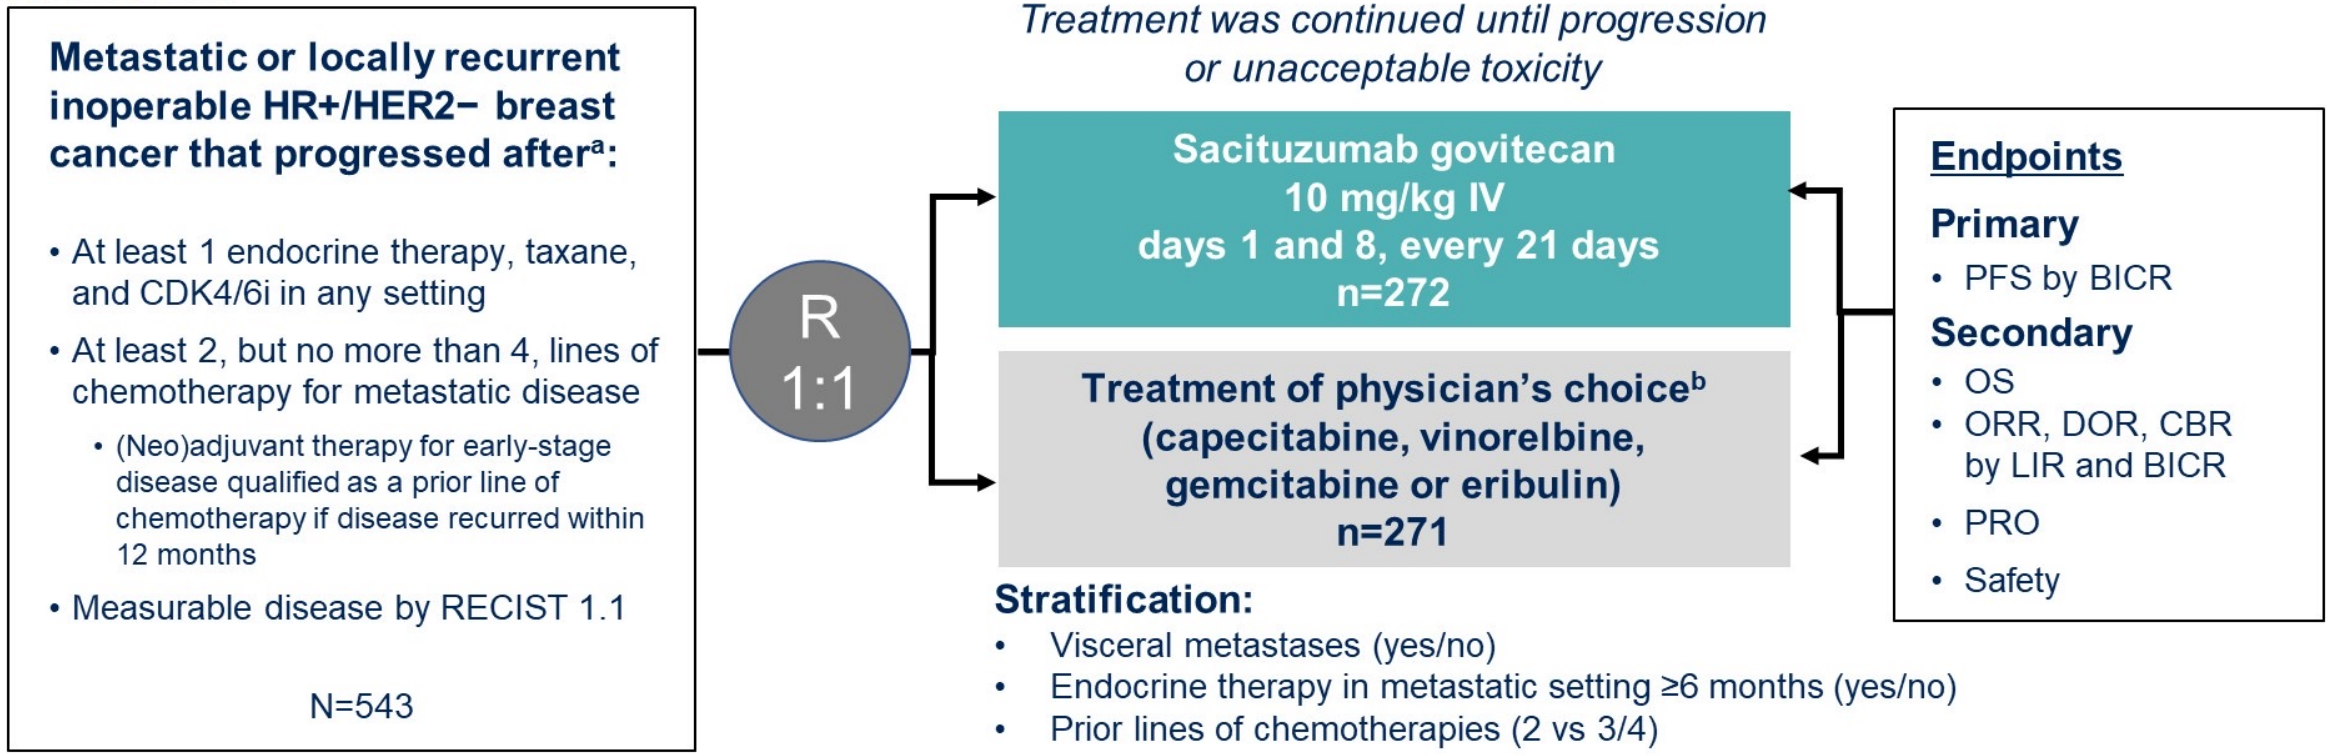 Metastatic or locally recurrent
inoperable HR+/HER2− breast
cancer that progressed afterᵃ:
• At least 1 endocrine therapy, taxane,
and CDK4/6i in any setting
• At least 2, but no more than 4, lines of
chemotherapy for metastatic disease
• (Neo)adjuvant therapy for early-stage
disease qualified as a prior line of
chemotherapy if disease recurred within
12 months
• Measurable disease by RECIST 1.1
N=543
R
1:1
Treatment was continued until progression
or unacceptable toxicity
Sacituzumab govitecan
10 mg/kg IV
days 1 and 8, every 21 days
n=272
Treatment of physician’s choiceᵇ
(capecitabine, vinorelbine,
gemcitabine or eribulin)
n=271
Stratification:
• Visceral metastases (yes/no)
• Endocrine therapy in metastatic setting ≥6 months (yes/no)
• Prior lines of chemotherapies (2 vs 3/4)
Endpoints
Primary
• PFS by BICR
Secondary
• OS
• ORR, DOR, CBR
by LIR and BICR
• PRO
• Safety